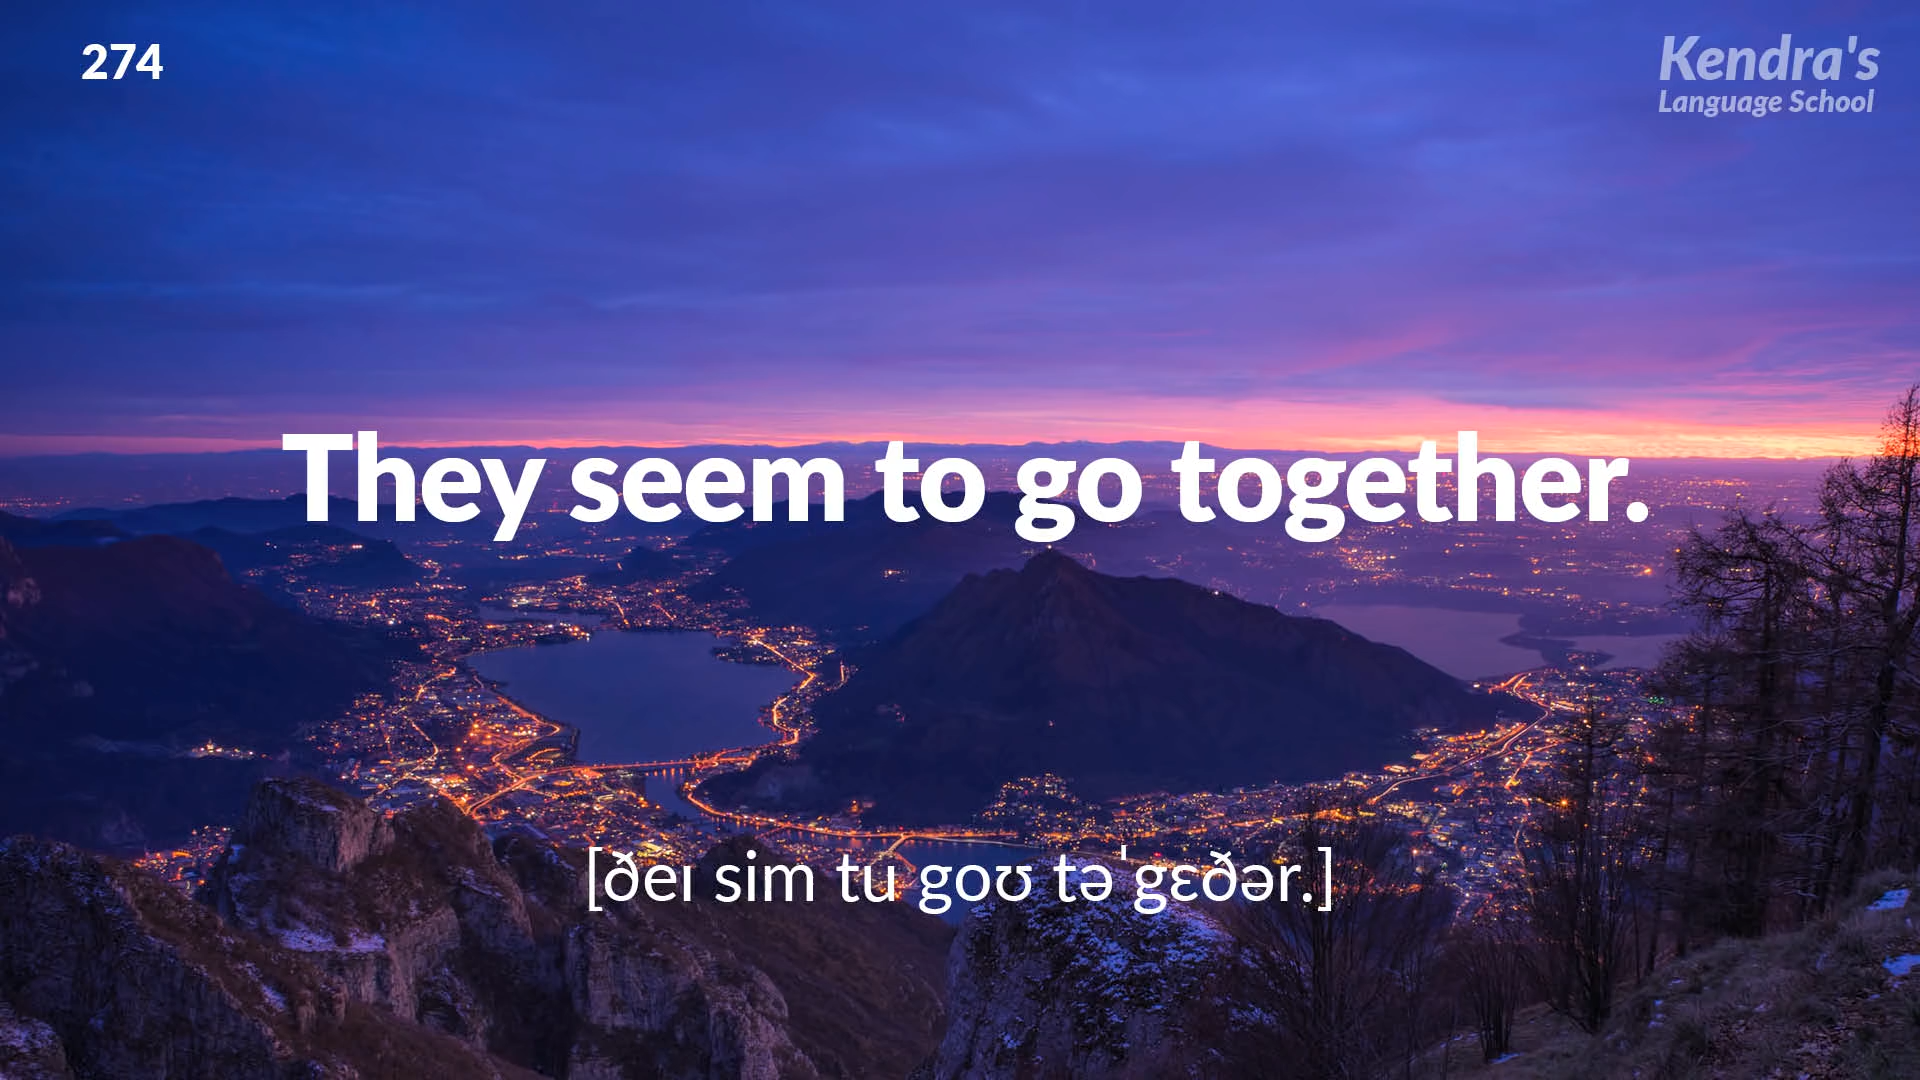 274
Kendra's
Language School
They seem to go together.
[ðeɪ sim tu goʊ təˈgɛðər.]